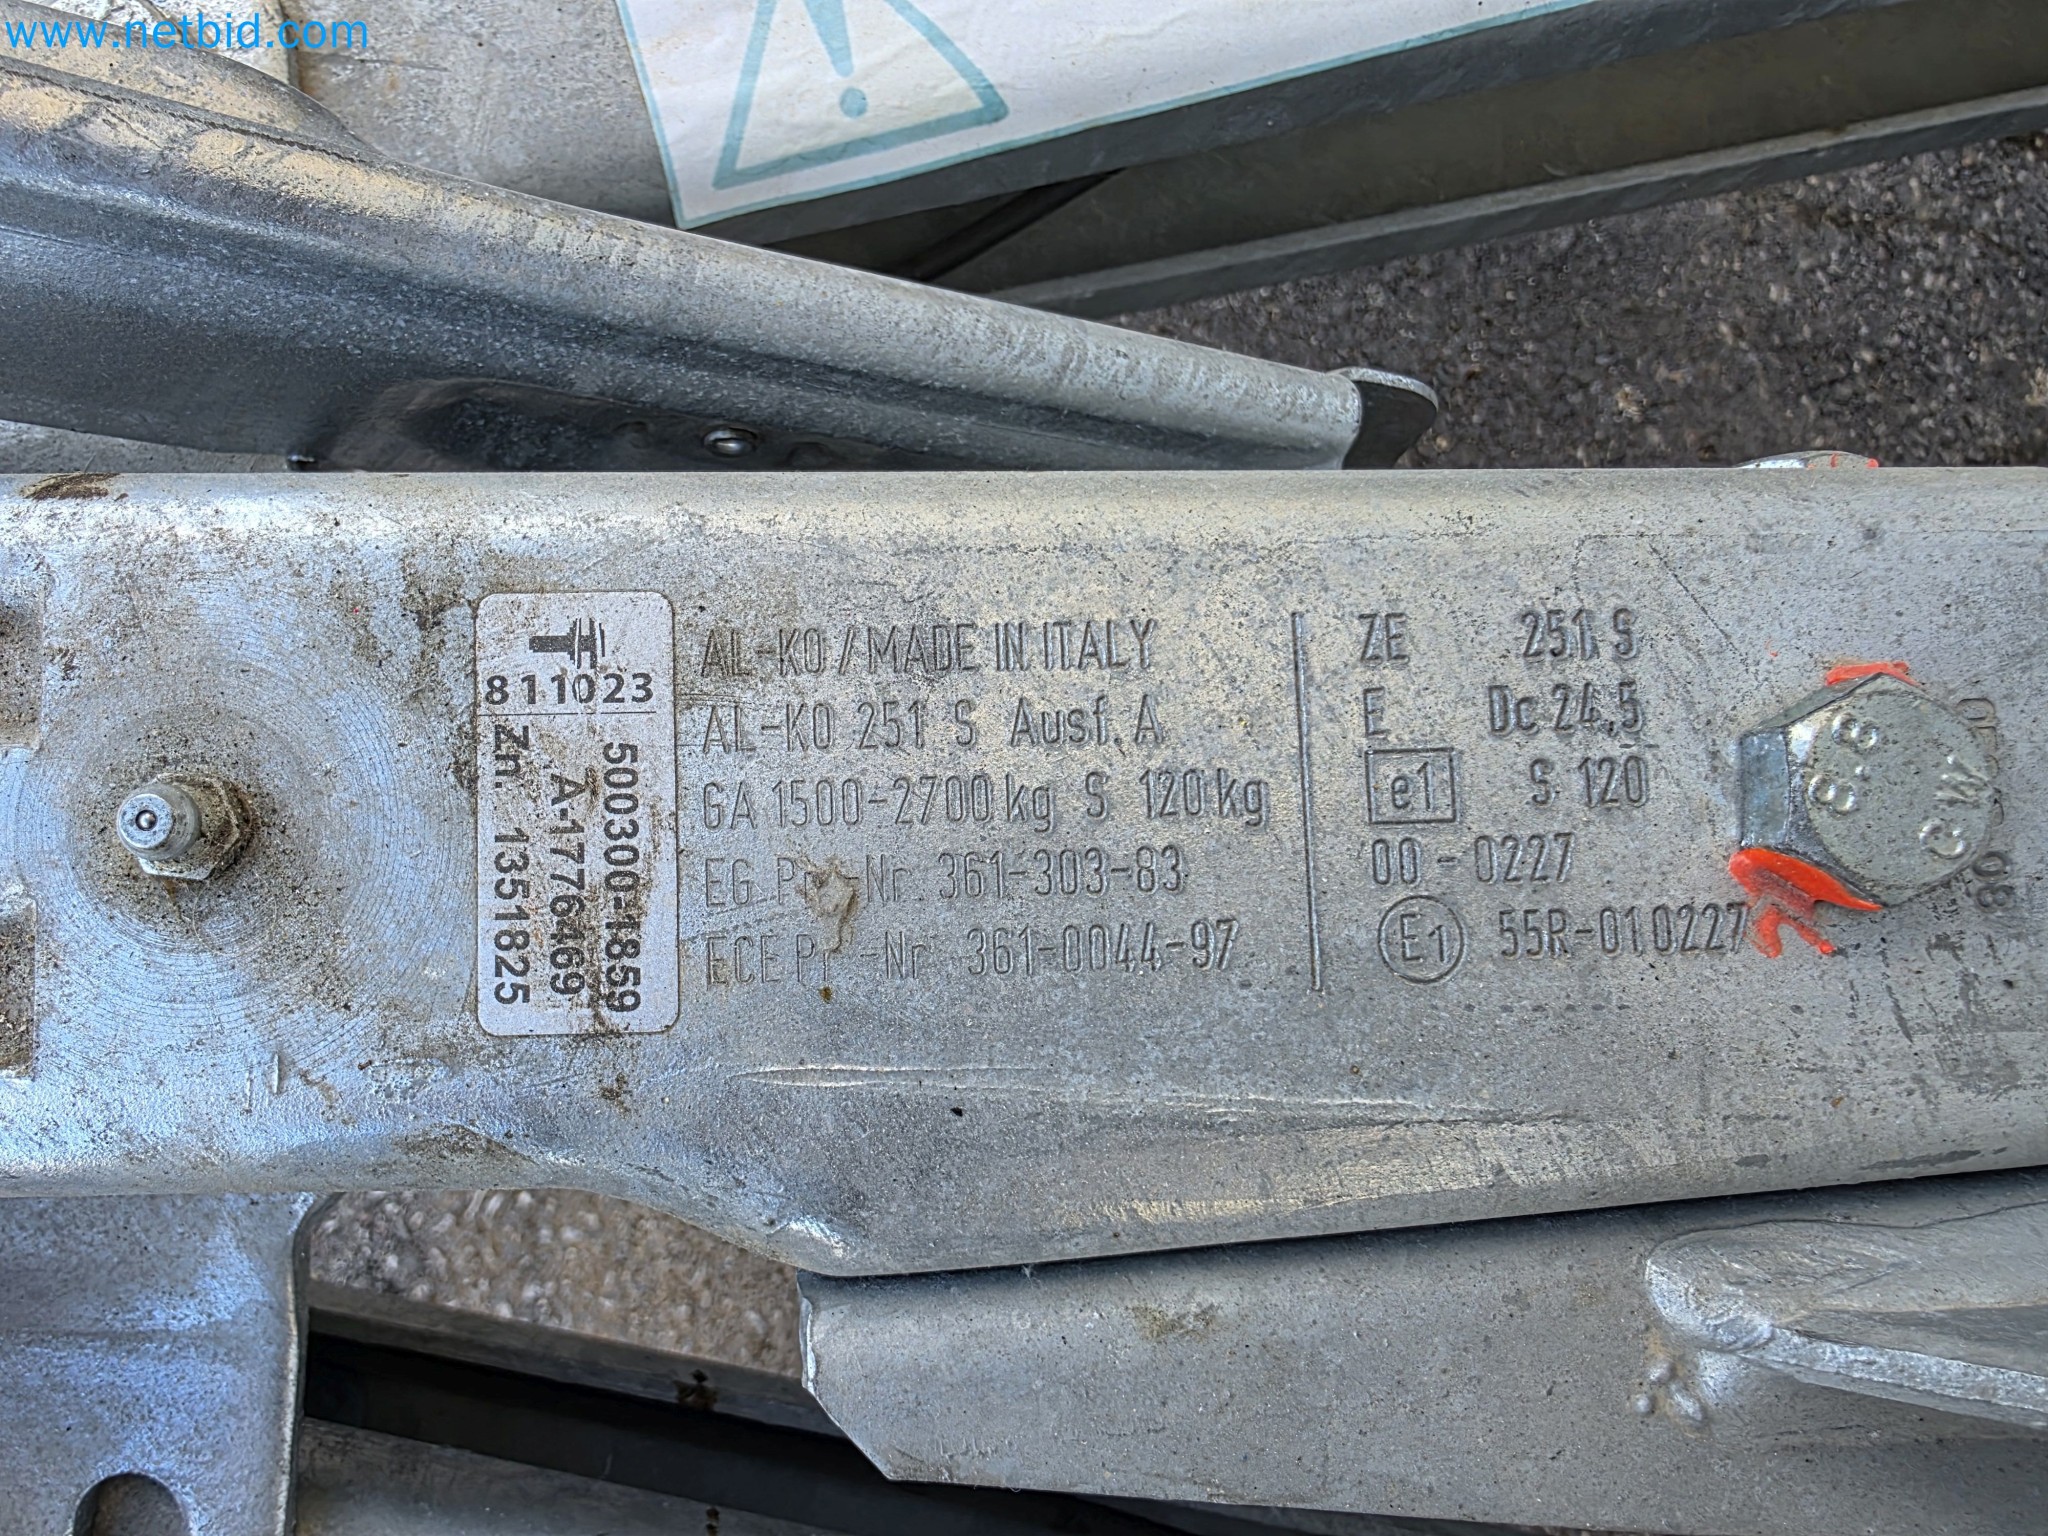 www.netbid.com
811023
500300-1859
A-1776469
Zn. 1351825
AL-KO / MADE IN ITALY
AL-KO 251 S Ausf. A
GA 1500-2700 kg S 120 kg
EG Pr.-Nr. 361-303-83
ECE Pr.-Nr. 361-0044-97
ZE 251 S
E Dc 24,5
e1 S 120
00-0227
E1 55R-010227
8.8